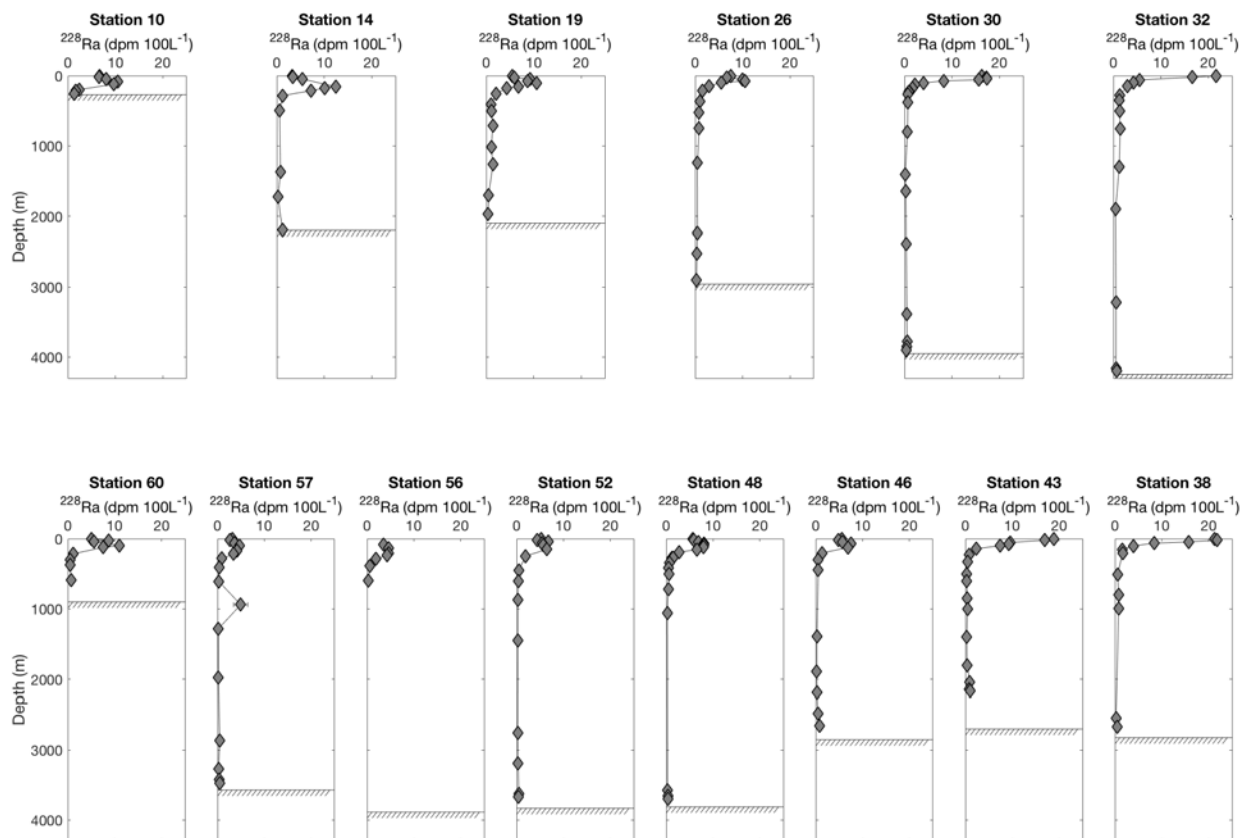 Station 10 Station 14 Station 19 Station 26 Station 30 Station 32
²²⁸Ra (dpm 100L⁻¹) ²²⁸Ra (dpm 100L⁻¹) ²²⁸Ra (dpm 100L⁻¹) ²²⁸Ra (dpm 100L⁻¹) ²²⁸Ra (dpm 100L⁻¹) ²²⁸Ra (dpm 100L⁻¹)
0 10 20 0 10 20 0 10 20 0 10 20 0 10 20 0 10 20
0
1000
2000
3000
4000
Depth (m)
Station 60 Station 57 Station 56 Station 52 Station 48 Station 46 Station 43 Station 38
²²⁸Ra (dpm 100L⁻¹) ²²⁸Ra (dpm 100L⁻¹) ²²⁸Ra (dpm 100L⁻¹) ²²⁸Ra (dpm 100L⁻¹) ²²⁸Ra (dpm 100L⁻¹) ²²⁸Ra (dpm 100L⁻¹) ²²⁸Ra (dpm 100L⁻¹) ²²⁸Ra (dpm 100L⁻¹)
0 10 20 0 10 20 0 10 20 0 10 20 0 10 20 0 10 20 0 10 20 0 10 20
0
1000
2000
3000
4000
Depth (m)